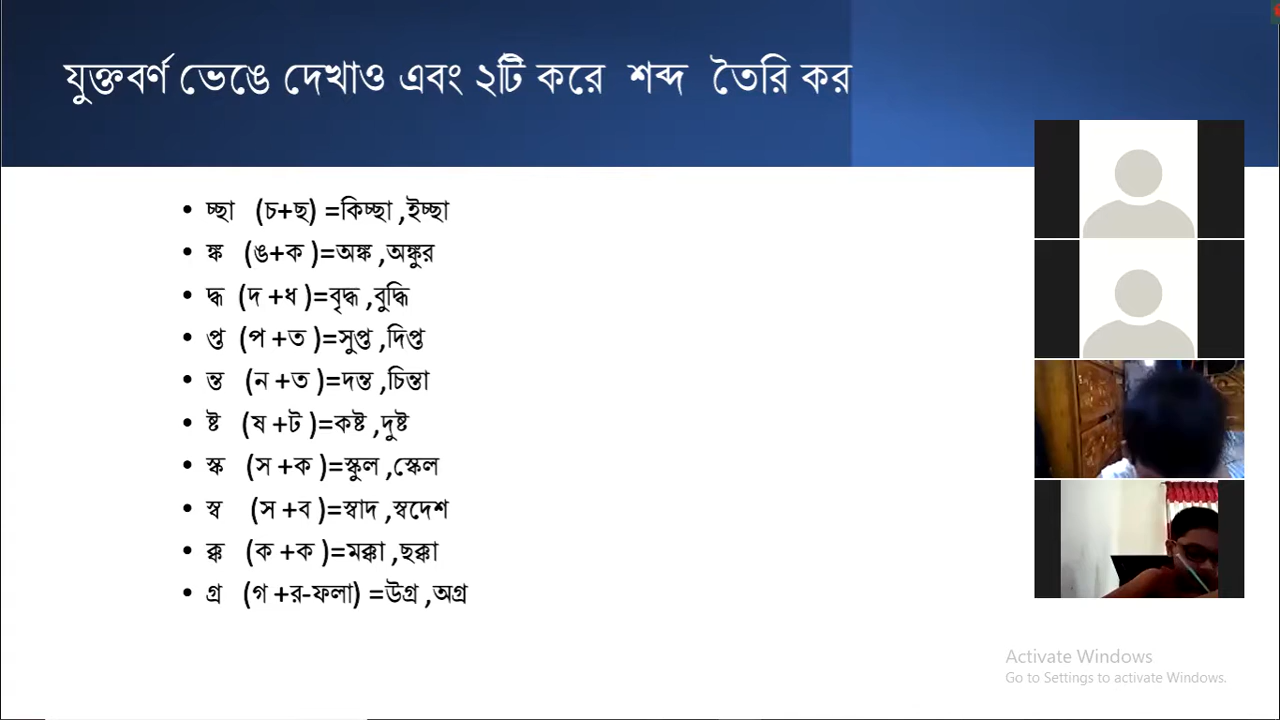 যুক্তবর্ণ ভেঙে দেখাও এবং ২টি করে শব্দ তৈরি কর
• চ্ছা (চ+ছ) =কিচ্ছা ,ইচ্ছা
• ঙ্ক (ঙ+ক )=অঙ্ক ,অঙ্কুর
• দ্ধ (দ +ধ )=বৃদ্ধ ,বুদ্ধি
• প্ত (প +ত )=সুপ্ত ,দিপ্ত
• ন্ত (ন +ত )=দন্ত ,চিন্তা
• ষ্ট (ষ +ট )=কষ্ট ,দুষ্ট
• স্ক (স +ক )=স্কুল ,স্কেল
• স্ব (স +ব )=স্বাদ ,স্বদেশ
• ক্ক (ক +ক )=মক্কা ,ছক্কা
• গ্র (গ +র-ফলা) =উগ্র ,অগ্র
Activate Windows
Go to Settings to activate Windows.